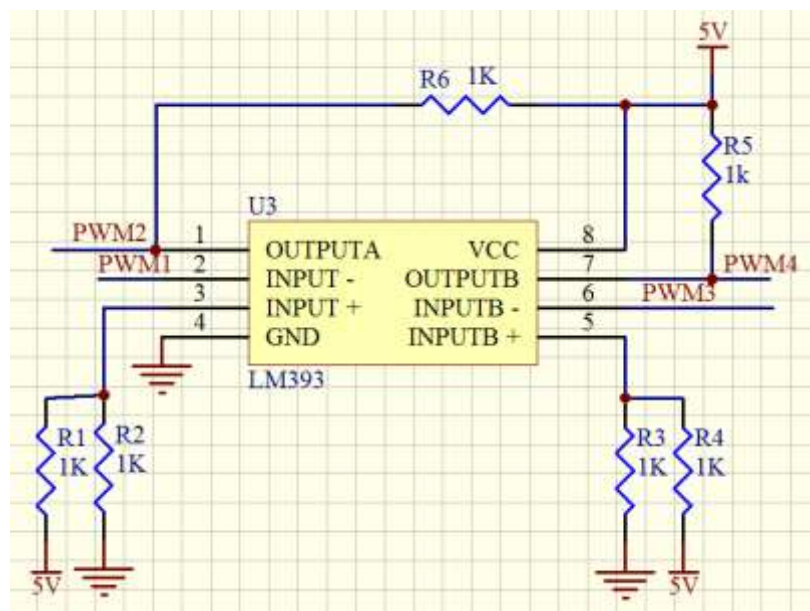 5V
R6 1K
R5
1k
U3
PWM2 1 OUTPUTA VCC 8
PWM1 2 INPUT - OUTPUTB 7 PWM4
3 INPUT + INPUTB - 6 PWM3
4 GND INPUTB + 5
LM393
R1 R2 R3 R4
1K 1K 1K 1K
5V 5V